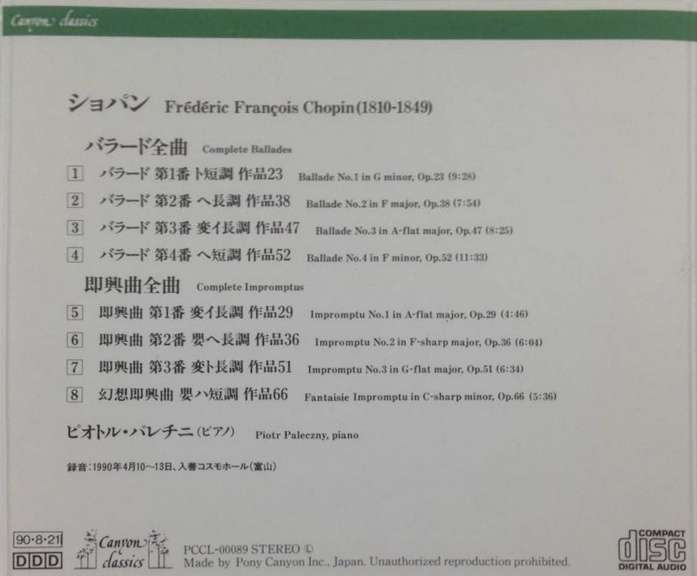 Canyon classics
ショパン Frédéric François Chopin(1810-1849)
バラード全曲 Complete Ballades
1 バラード 第1番 ト短調 作品23 Ballade No.1 in G minor, Op.23 (9:28)
2 バラード 第2番 ヘ長調 作品38 Ballade No.2 in F major, Op.38 (7:54)
3 バラード 第3番 変イ長調 作品47 Ballade No.3 in A-flat major, Op.47 (8:25)
4 バラード 第4番 ヘ短調 作品52 Ballade No.4 in F minor, Op.52 (11:33)
即興曲全曲 Complete Impromptus
5 即興曲 第1番 変イ長調 作品29 Impromptu No.1 in A-flat major, Op.29 (4:46)
6 即興曲 第2番 嬰ヘ長調 作品36 Impromptu No.2 in F-sharp major, Op.36 (6:04)
7 即興曲 第3番 変ト長調 作品51 Impromptu No.3 in G-flat major, Op.51 (6:34)
8 幻想即興曲 嬰ハ短調 作品66 Fantaisie Impromptu in C-sharp minor, Op.66 (5:36)
ピオトル・パレチニ(ピアノ) Piotr Paleczny, piano
録音:1990年4月10〜13日、入善コスモホール(富山)
90・8・21
DDD
Canyon classics
PCCL-00089 STEREO Ⓛ
Made by Pony Canyon Inc., Japan. Unauthorized reproduction prohibited.
COMPACT
disc
DIGITAL AUDIO